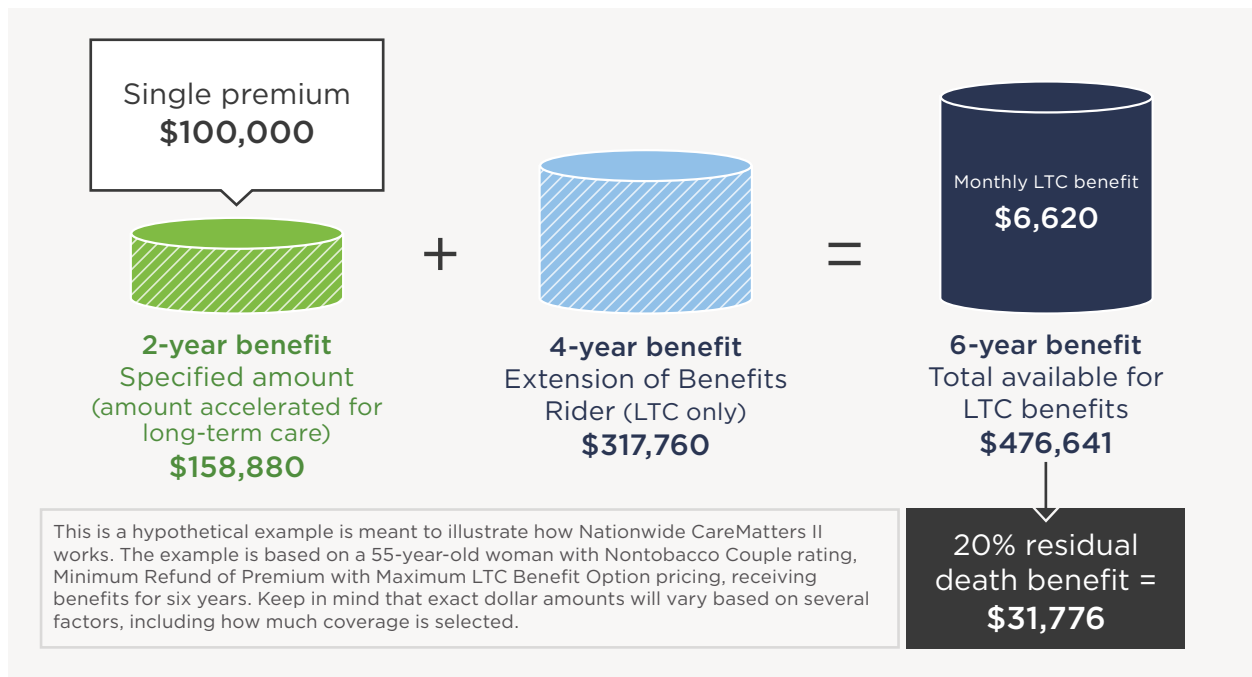 Single premium
$100,000
+
=
Monthly LTC benefit
$6,620
2-year benefit
Specified amount
(amount accelerated for
long-term care)
$158,880
4-year benefit
Extension of Benefits
Rider (LTC only)
$317,760
6-year benefit
Total available for
LTC benefits
$476,641
This is a hypothetical example is meant to illustrate how Nationwide CareMatters II
works. The example is based on a 55-year-old woman with Nontobacco Couple rating,
Minimum Refund of Premium with Maximum LTC Benefit Option pricing, receiving
benefits for six years. Keep in mind that exact dollar amounts will vary based on several
factors, including how much coverage is selected.
20% residual
death benefit =
$31,776